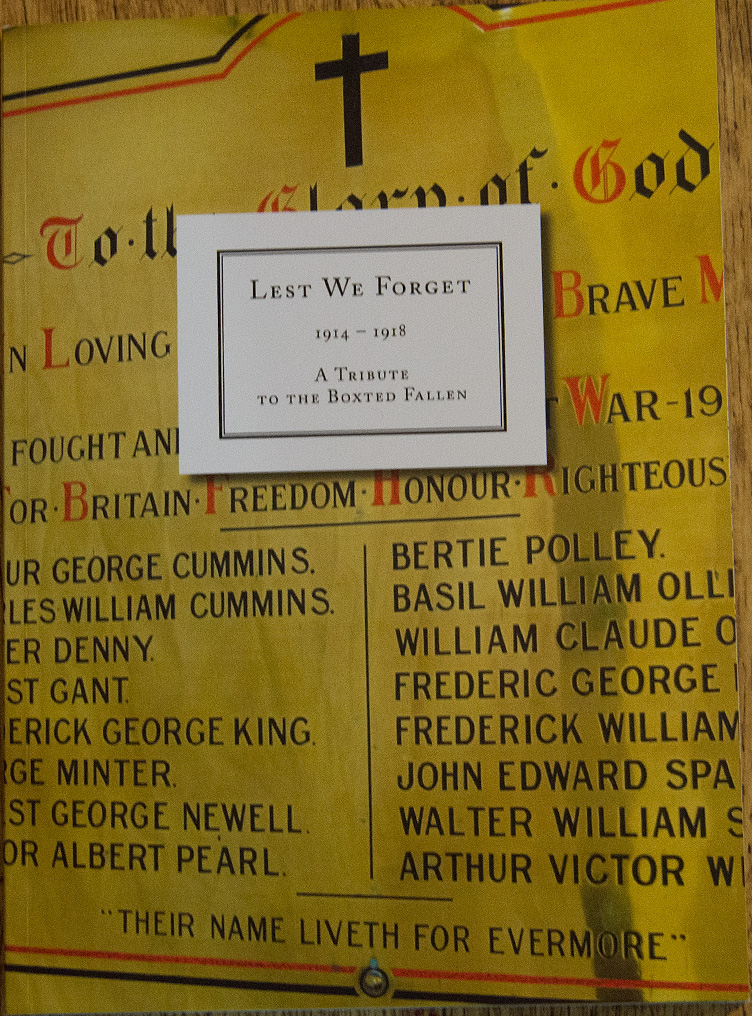 To·th Glory·of·God
LEST WE FORGET
1914 – 1918
A TRIBUTE
TO THE BOXTED FALLEN
N LOVING
BRAVE M
FOUGHT AN
WAR-19
OR·BRITAIN·FREEDOM·HONOUR·RIGHTEOUS
UR GEORGE CUMMINS.
LES WILLIAM CUMMINS.
ER DENNY.
ST GANT.
ERICK GEORGE KING.
RGE MINTER.
ST GEORGE NEWELL.
OR ALBERT PEARL.
BERTIE POLLEY.
BASIL WILLIAM OLLI
WILLIAM CLAUDE O
FREDERIC GEORGE
FREDERICK WILLIAM
JOHN EDWARD SPA
WALTER WILLIAM S
ARTHUR VICTOR W
"THEIR NAME LIVETH FOR EVERMORE"